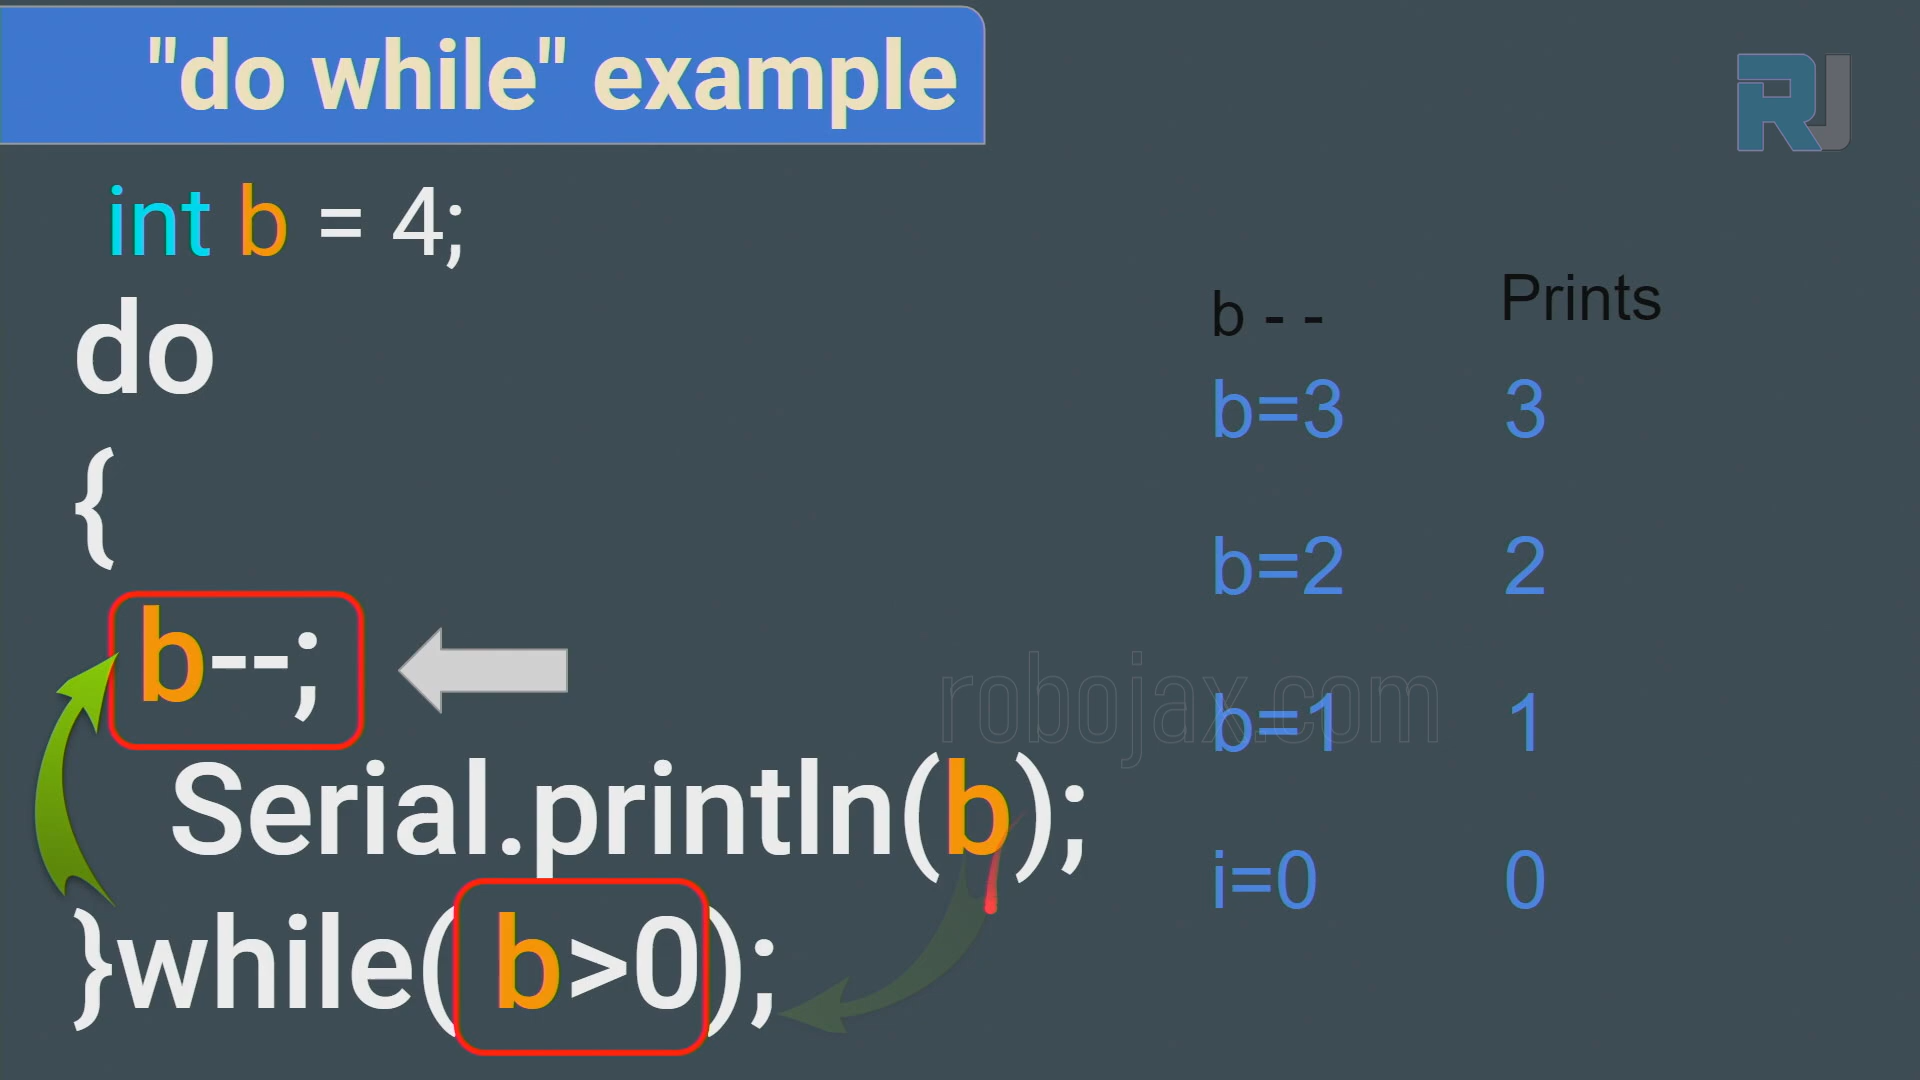 "do while" example
RJ
int b = 4;
do
{
b--;
Serial.println(b);
}while( b>0);
b - - Prints
b=3 3
b=2 2
b=1 1
i=0 0
robojax.com